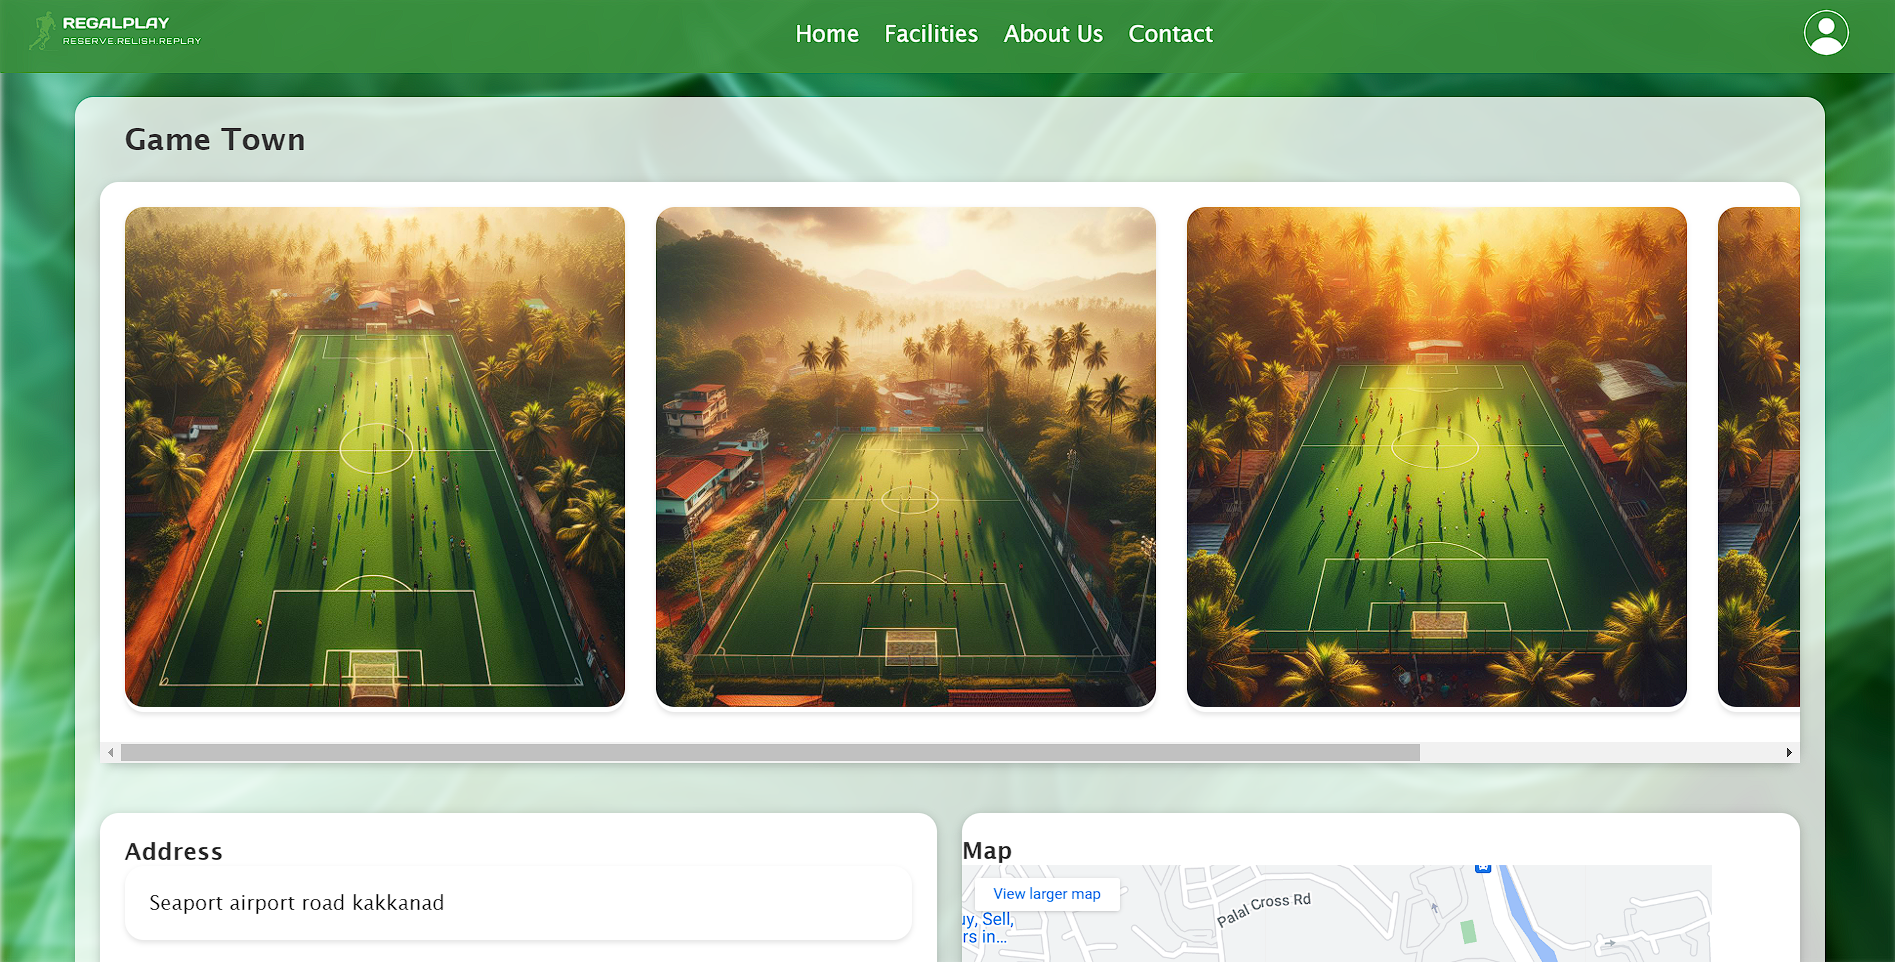 REGALPLAY
RESERVE.RELISH.REPLAY
Home Facilities About Us Contact
Game Town
Address
Seaport airport road kakkanad
Map
View larger map
Palal Cross Rd
uy, Sell,
rs in...